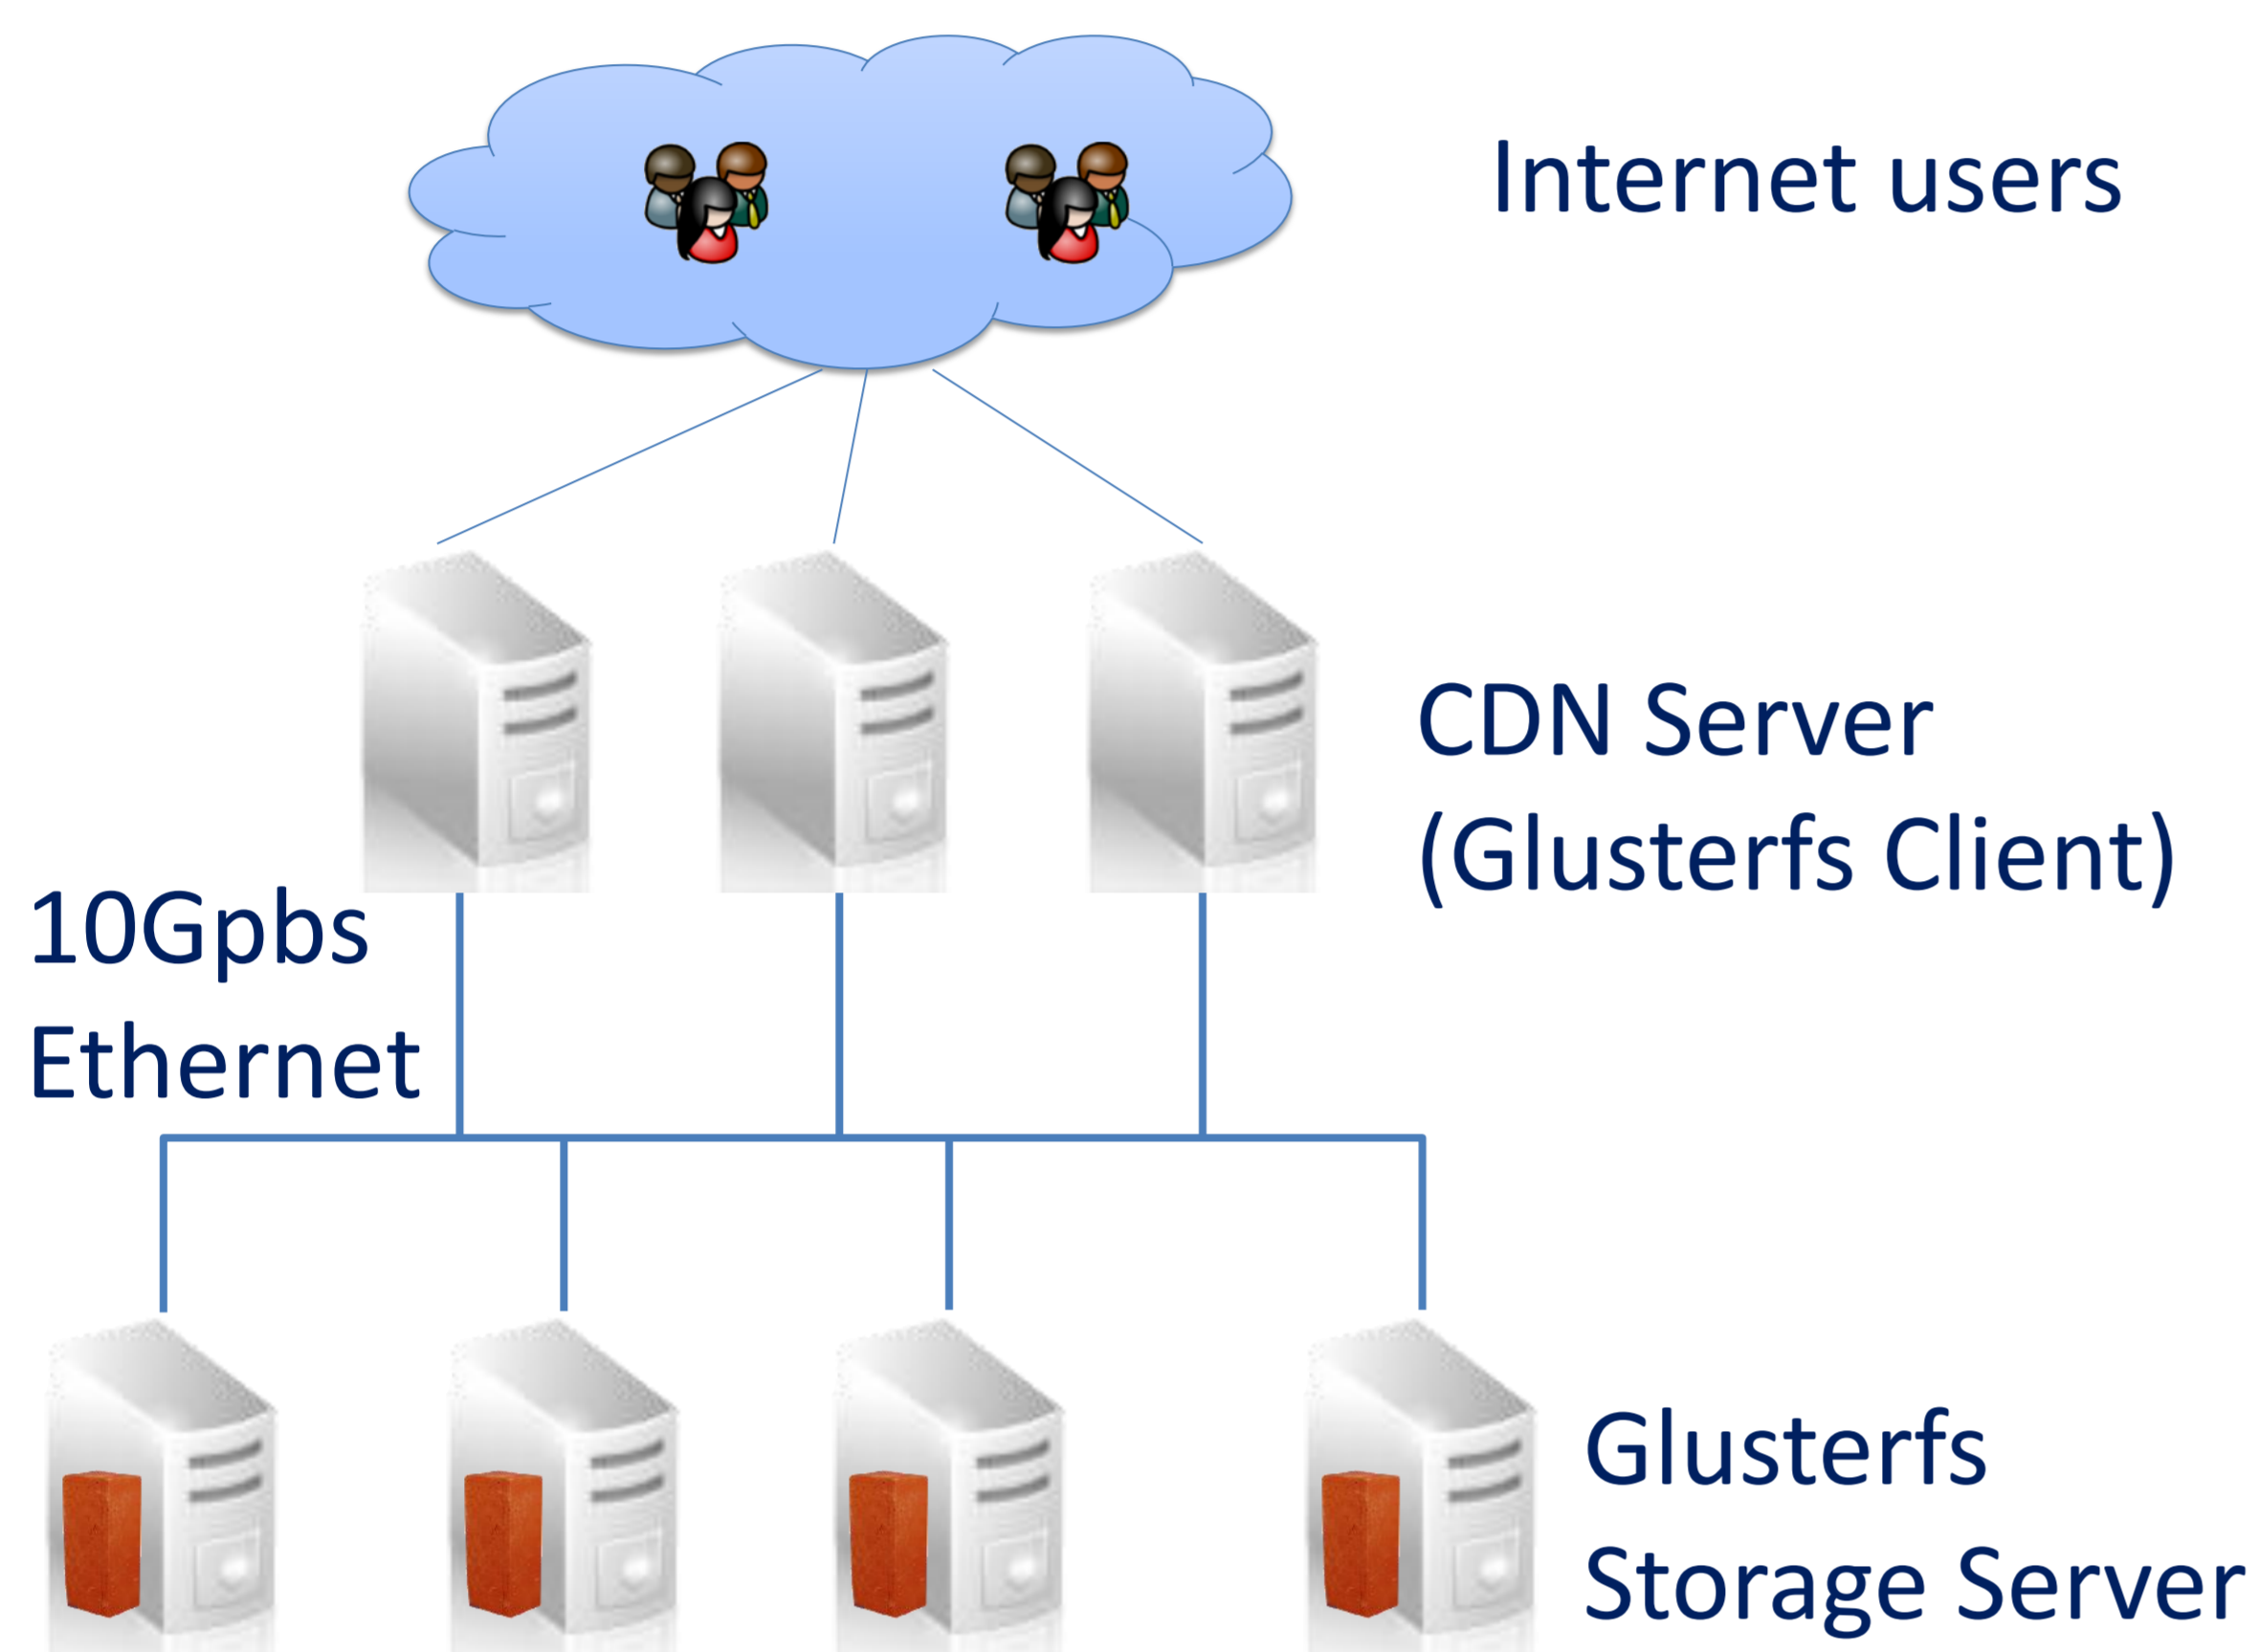 Internet users
CDN Server
(Glusterfs Client)
10Gpbs
Ethernet
Glusterfs
Storage Server